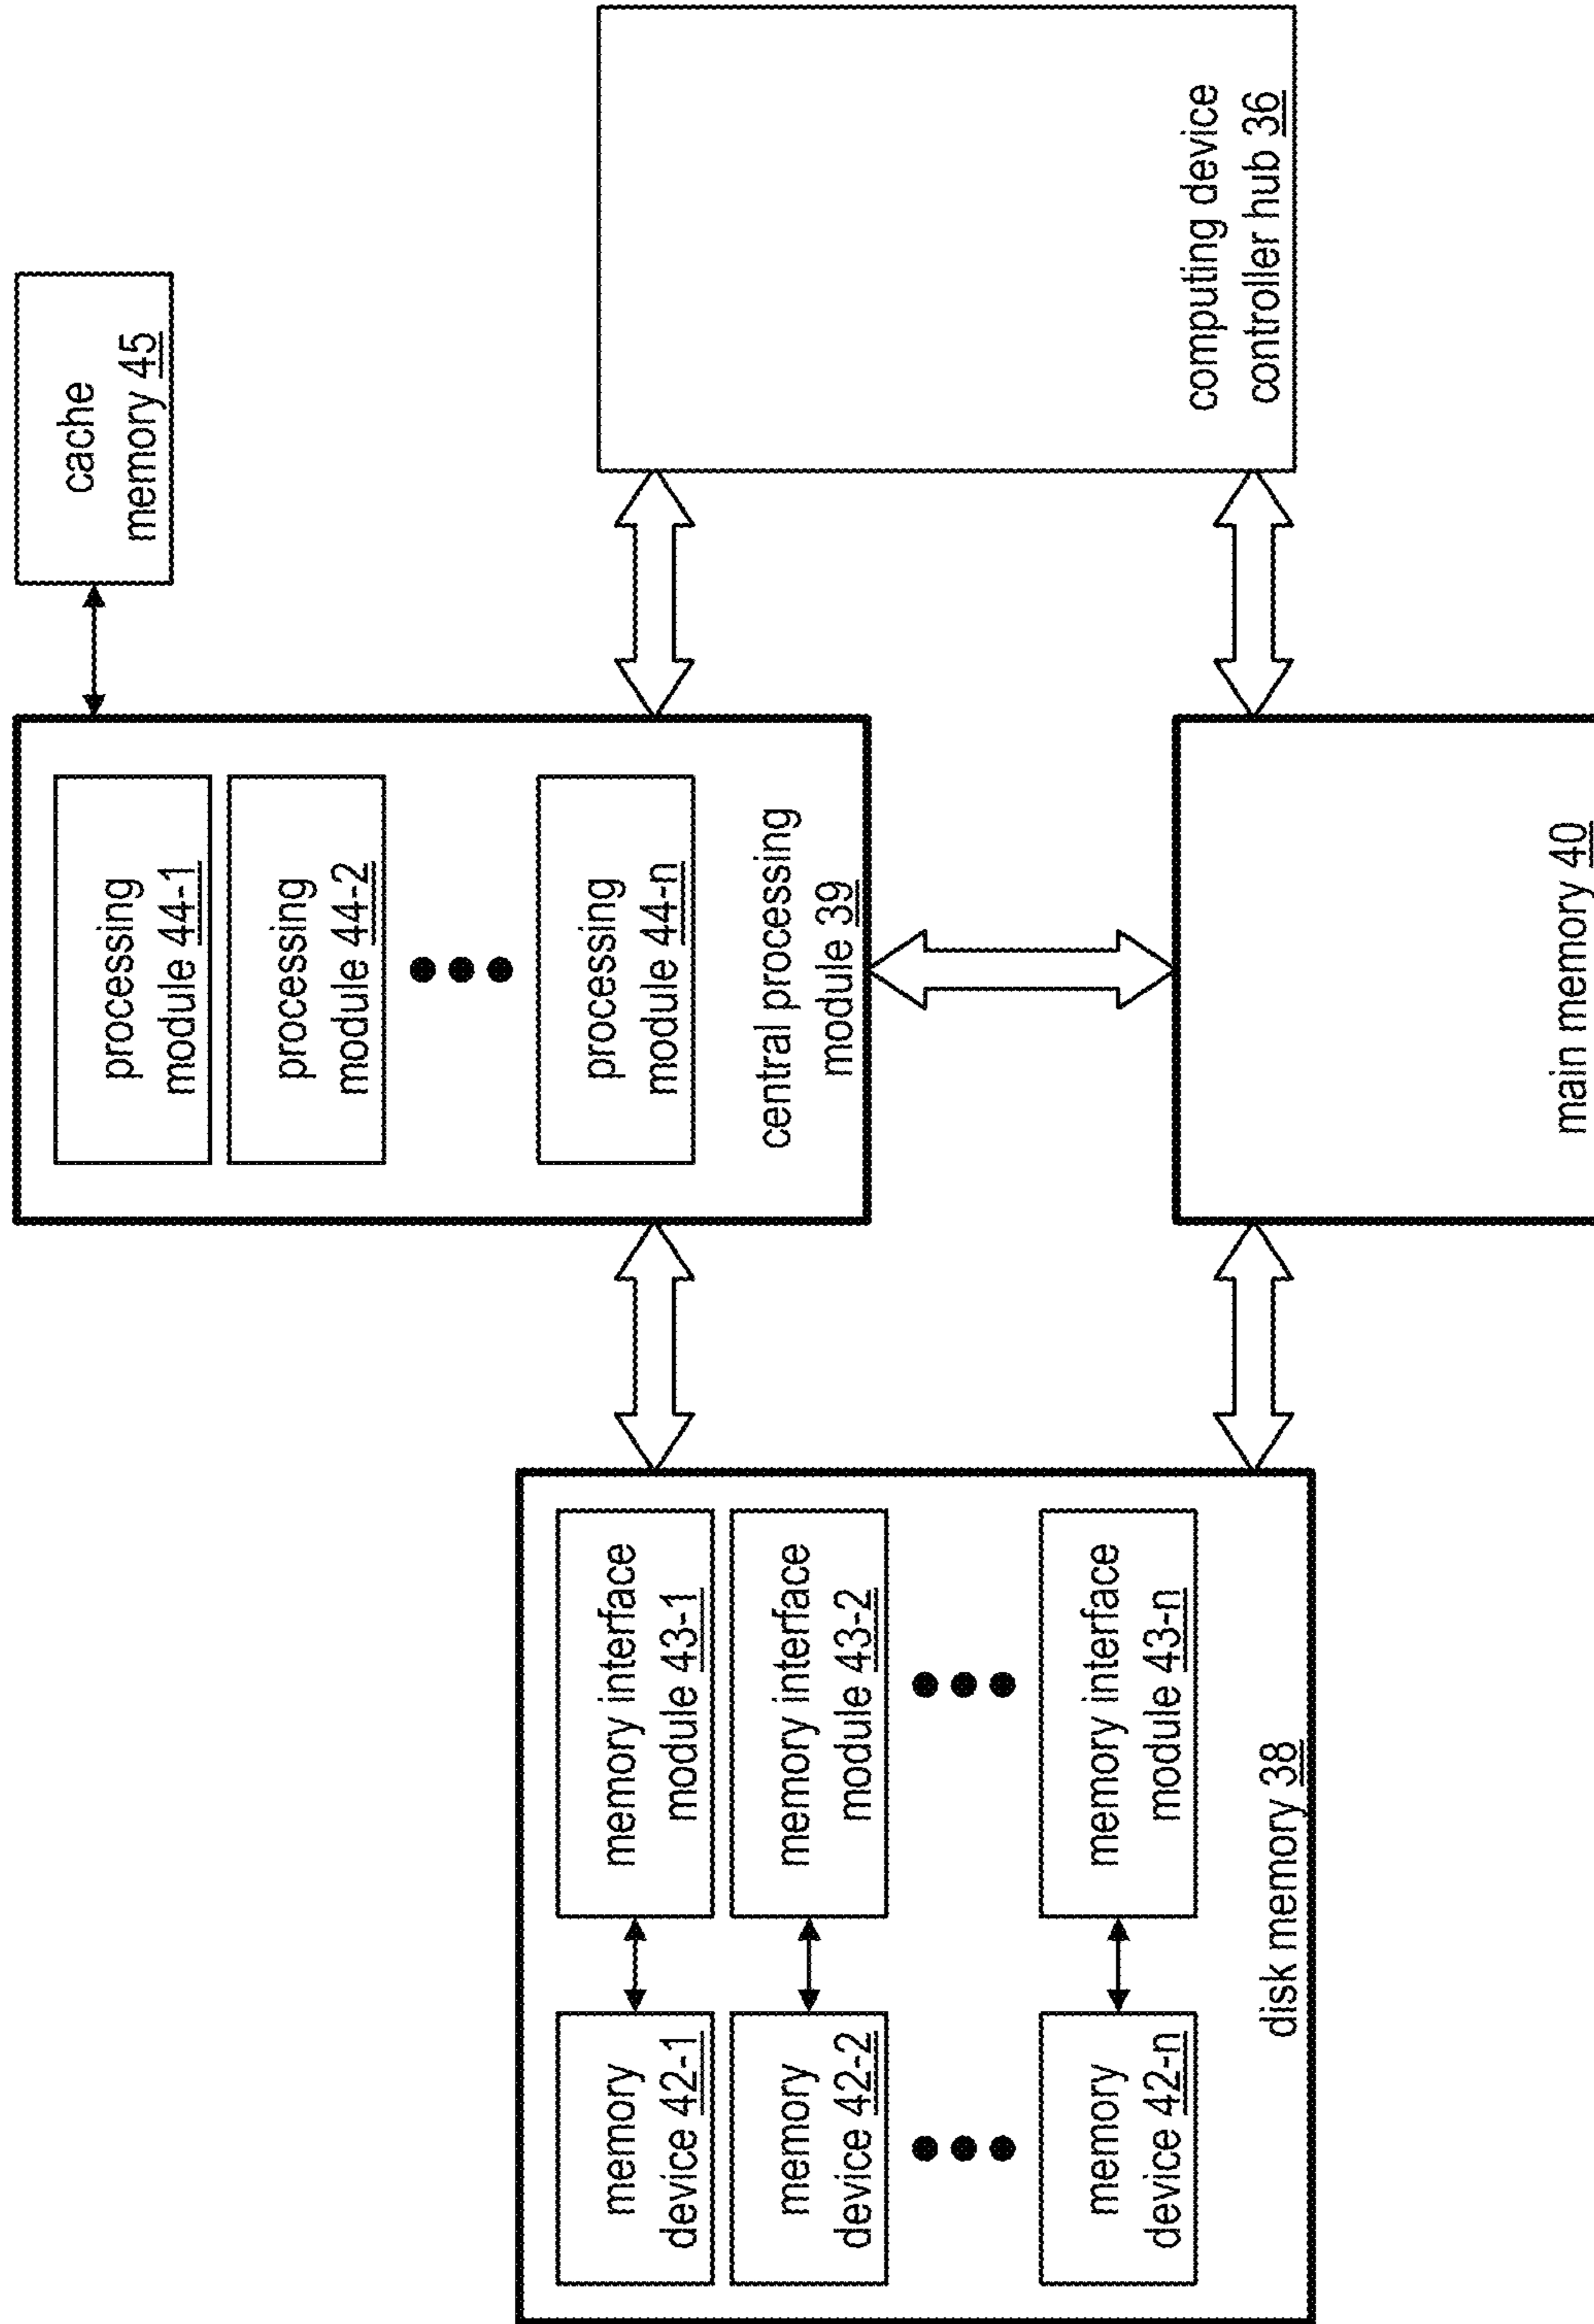 memory
device 42-1
memory interface
module 43-1
memory
device 42-2
memory interface
module 43-2
memory
device 42-n
memory interface
module 43-n
disk memory 38
processing
module 44-1
processing
module 44-2
processing
module 44-n
central processing
module 39
main memory 40
cache
memory 45
computing device
controller hub 36